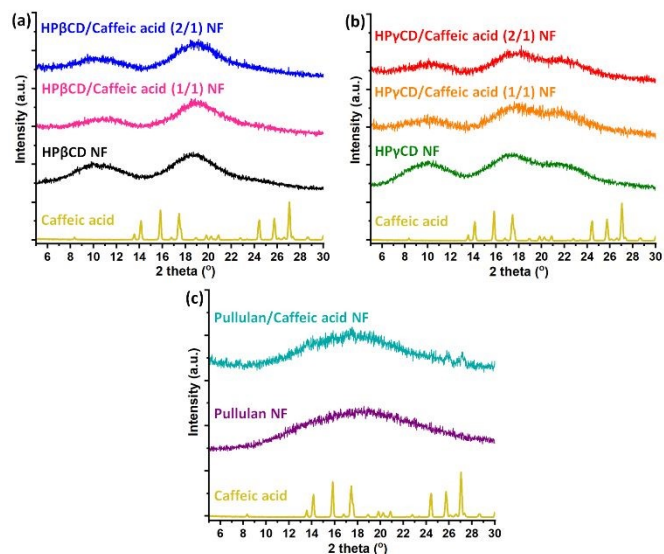 (a)
HPβCD/Caffeic acid (2/1) NF
HPβCD/Caffeic acid (1/1) NF
HPβCD NF
Caffeic acid
Intensity (a.u.)
6 8 10 12 14 16 18 20 22 24 26 28 30
2 theta (°)
(b)
HPγCD/Caffeic acid (2/1) NF
HPγCD/Caffeic acid (1/1) NF
HPγCD NF
Caffeic acid
Intensity (a.u.)
6 8 10 12 14 16 18 20 22 24 26 28 30
2 theta (°)
(c)
Pullulan/Caffeic acid NF
Pullulan NF
Caffeic acid
Intensity (a.u.)
6 8 10 12 14 16 18 20 22 24 26 28 30
2 theta (°)